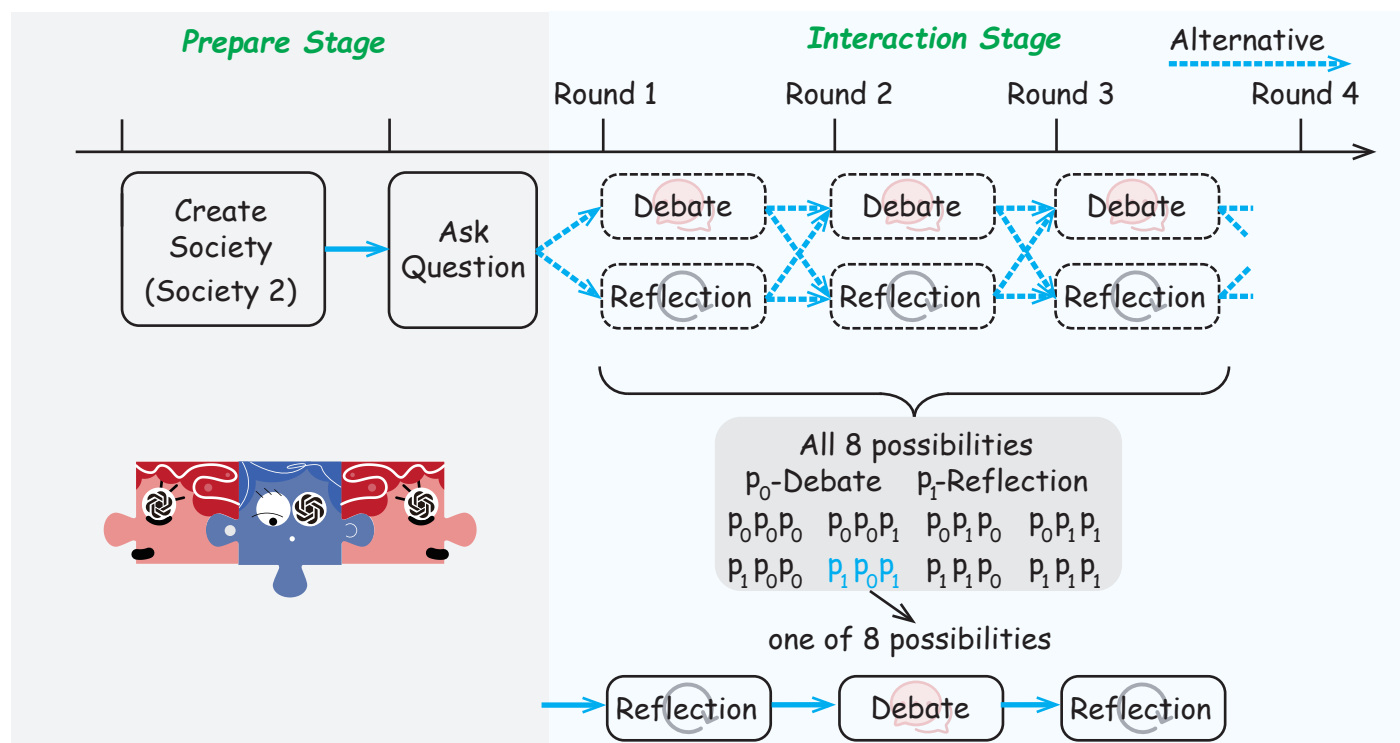 Prepare Stage
Interaction Stage
Alternative
Round 1
Round 2
Round 3
Round 4
Create
Society
(Society 2)
Ask
Question
Debate
Debate
Debate
Reflection
Reflection
Reflection
All 8 possibilities
p₀-Debate p₁-Reflection
p₀p₀p₀ p₀p₀p₁ p₀p₁p₀ p₀p₁p₁
p₁p₀p₀ p₁p₀p₁ p₁p₁p₀ p₁p₁p₁
one of 8 possibilities
Reflection
Debate
Reflection